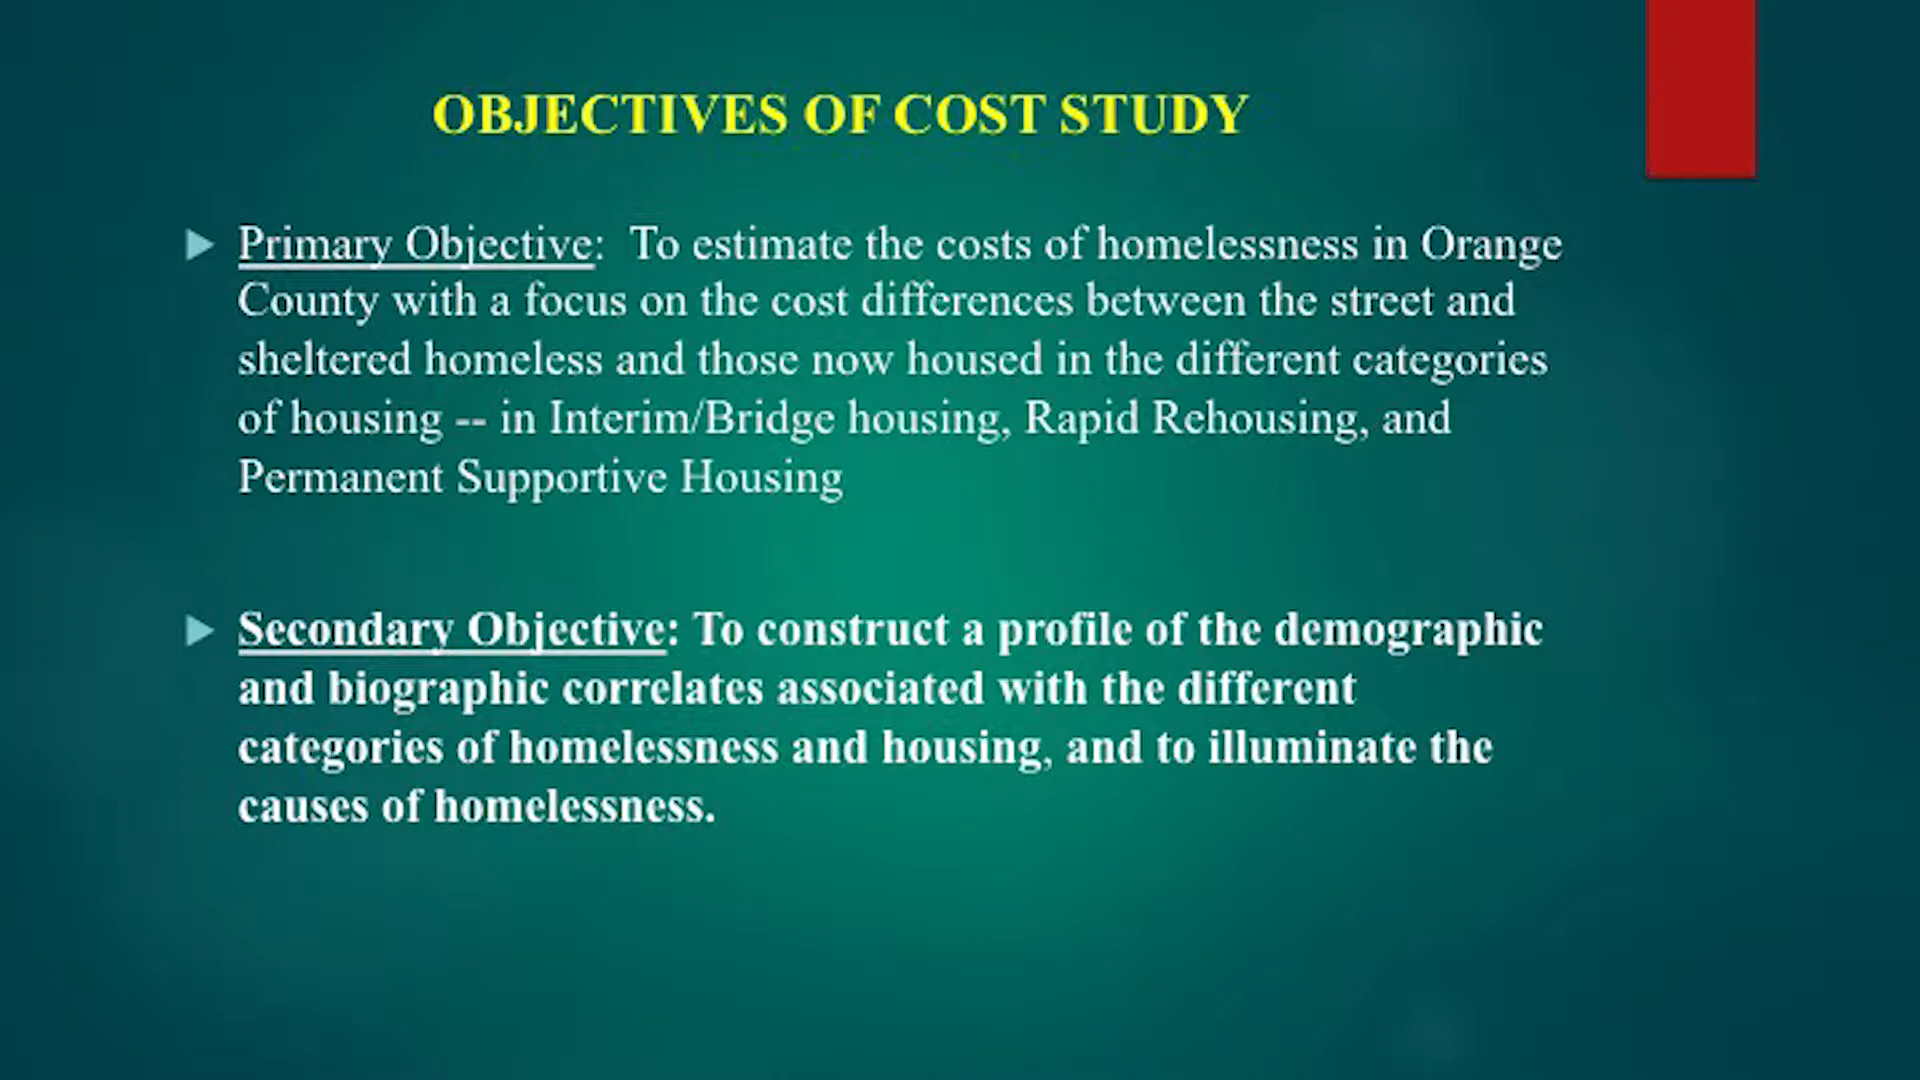 OBJECTIVES OF COST STUDY
Primary Objective:  To estimate the costs of homelessness in Orange
County with a focus on the cost differences between the street and
sheltered homeless and those now housed in the different categories
of housing -- in Interim/Bridge housing, Rapid Rehousing, and
Permanent Supportive Housing
Secondary Objective: To construct a profile of the demographic
and biographic correlates associated with the different
categories of homelessness and housing, and to illuminate the
causes of homelessness.